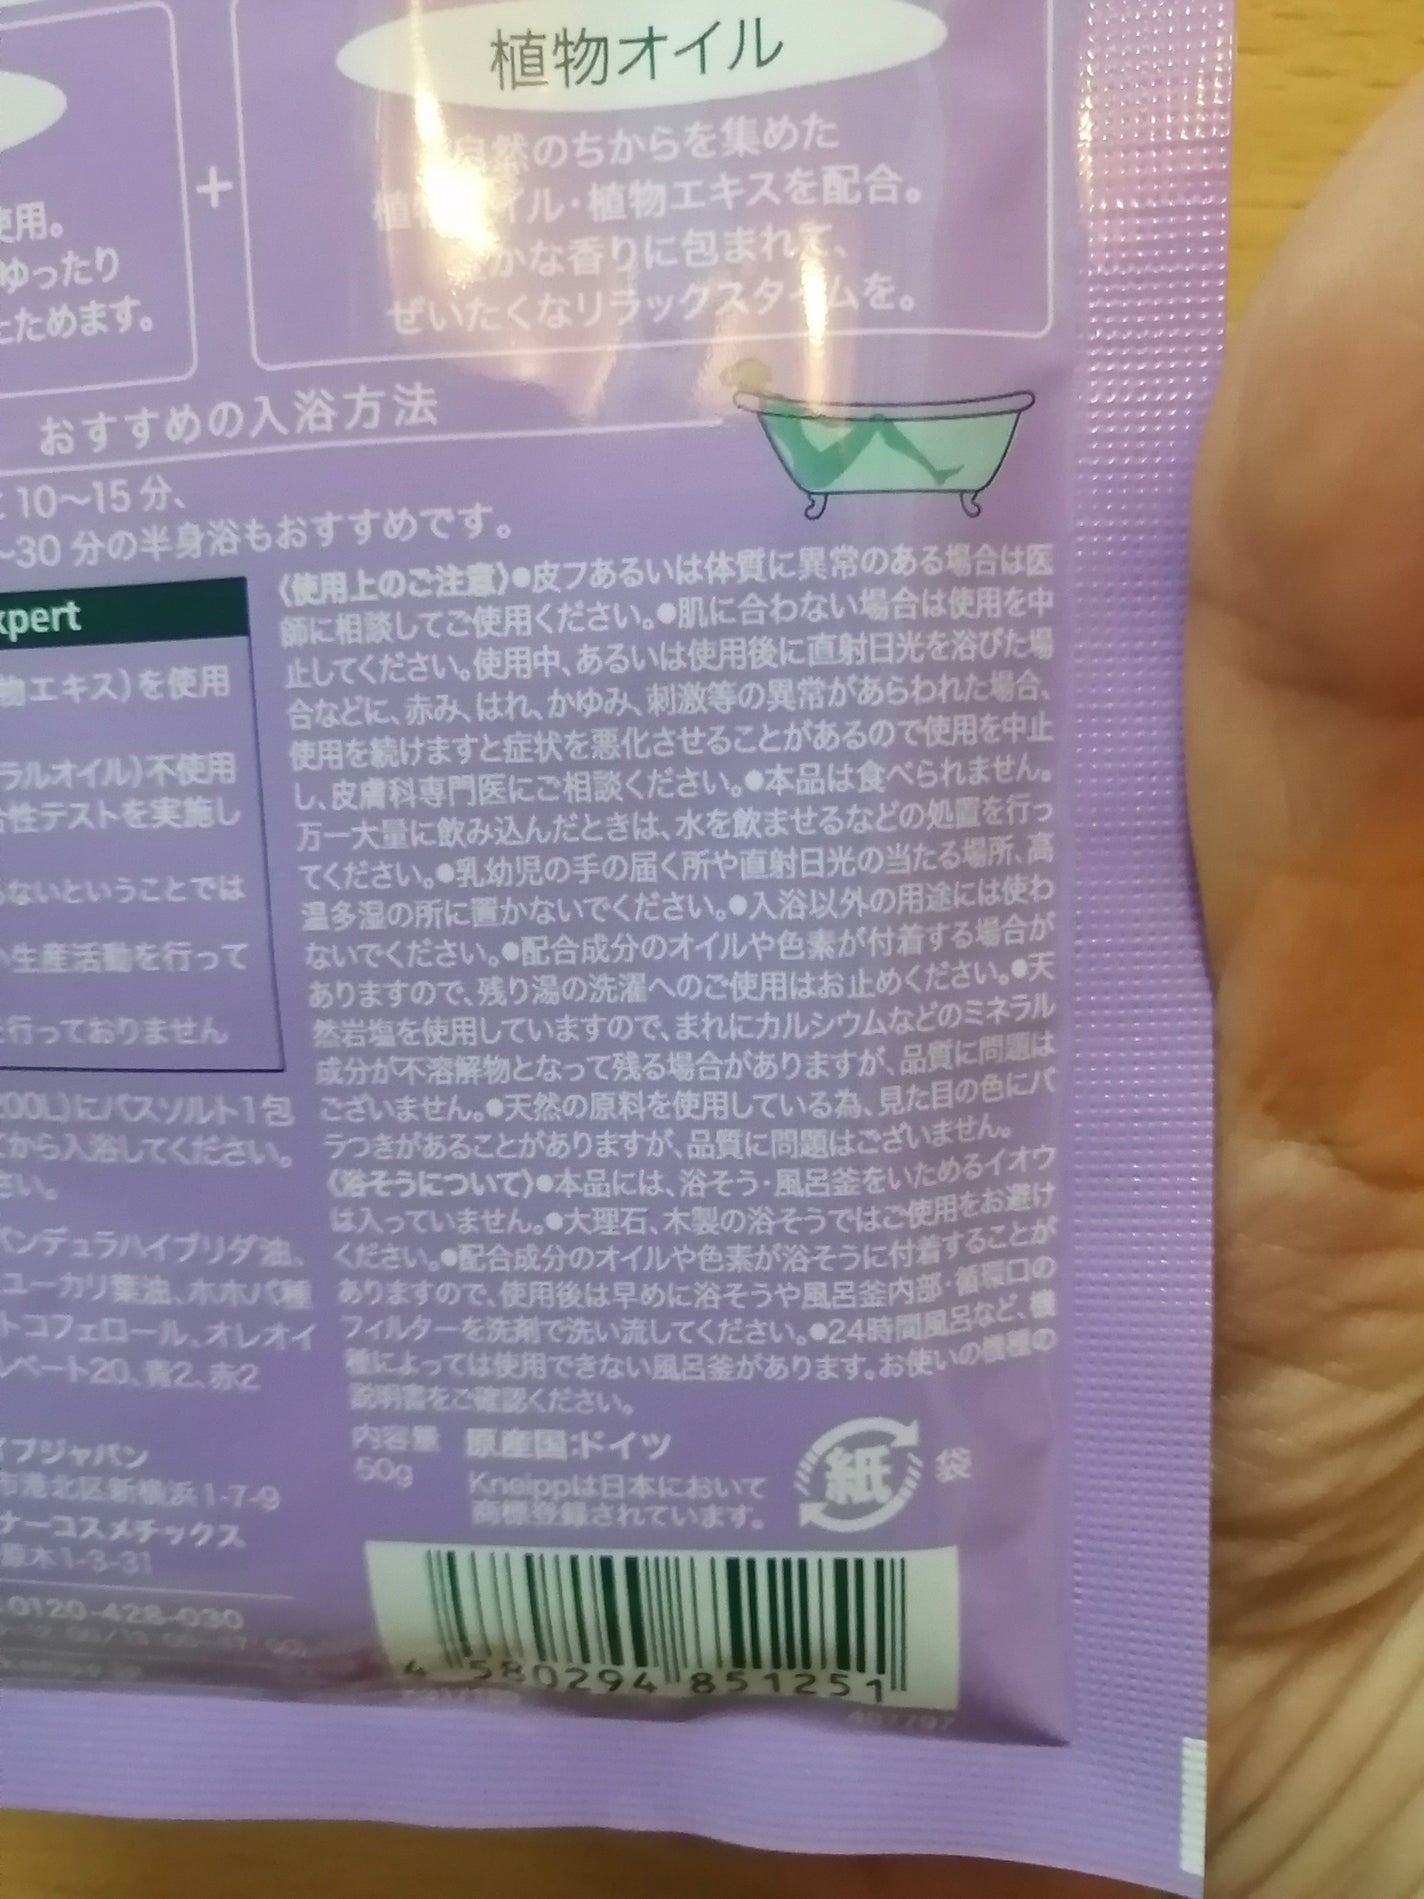 植物オイル
自然のちからを集めた
イル・植物エキスを配合。
かな香りに包まれて、
ぜいたくなリラックスタイムを。
+
使用。
ゆったり
ためます。
おすすめの入浴方法
10〜15分、
〜30分の半身浴もおすすめです。
xpert
物エキス)を使用
ラルオイル)不使用
性テストを実施し
ないということでは
い生産活動を行って
行っておりません
200L)にバスソルト1包
から入浴してください。
さい。
バンデュラハイブリダ油、
ユーカリ葉油、ホホバ種
トコフェロール、オレオイ
ルベート20、青2、赤2
イフジャパン
市港北区新横浜1-7-9
ナーコスメチックス
1-3-31
0120-428-030
〈使用上のご注意〉●皮フあるいは体質に異常のある場合は医
師に相談してご使用ください。●肌に合わない場合は使用を中
止してください。使用中、あるいは使用後に直射日光を浴びた場
合などに、赤み、はれ、かゆみ、刺激等の異常があらわれた場合、
使用を続けますと症状を悪化させることがあるので使用を中止
し、皮膚科専門医にご相談ください。●本品は食べられません。
万一大量に飲み込んだときは、水を飲ませるなどの処置を行っ
てください。●乳幼児の手の届く所や直射日光の当たる場所、高
温多湿の所に置かないでください。●入浴以外の用途には使わ
ないでください。●配合成分のオイルや色素が付着する場合が
ありますので、残り湯の洗濯へのご使用はお止めください。●天
然岩塩を使用していますので、まれにカルシウムなどのミネラル
成分が不溶解物となって残る場合がありますが、品質に問題は
ございません。●天然の原料を使用している為、見た目の色にバ
ラつきがあることがありますが、品質に問題はございません。
〈浴そうについて〉●本品には、浴そう・風呂釜をいためるイオウ
は入っていません。●大理石、木製の浴そうではご使用をお避け
ください。●配合成分のオイルや色素が浴そうに付着することが
ありますので、使用後は早めに浴そうや風呂釜内部・循環口の
フィルターを洗剤で洗い流してください。●24時間風呂など、機
種によっては使用できない風呂釜があります。お使いの機種の
説明書をご確認ください。
内容量
50g
原産国:ドイツ
Kneippは日本において
商標登録されています。
紙
袋
4 580294 851251
467797